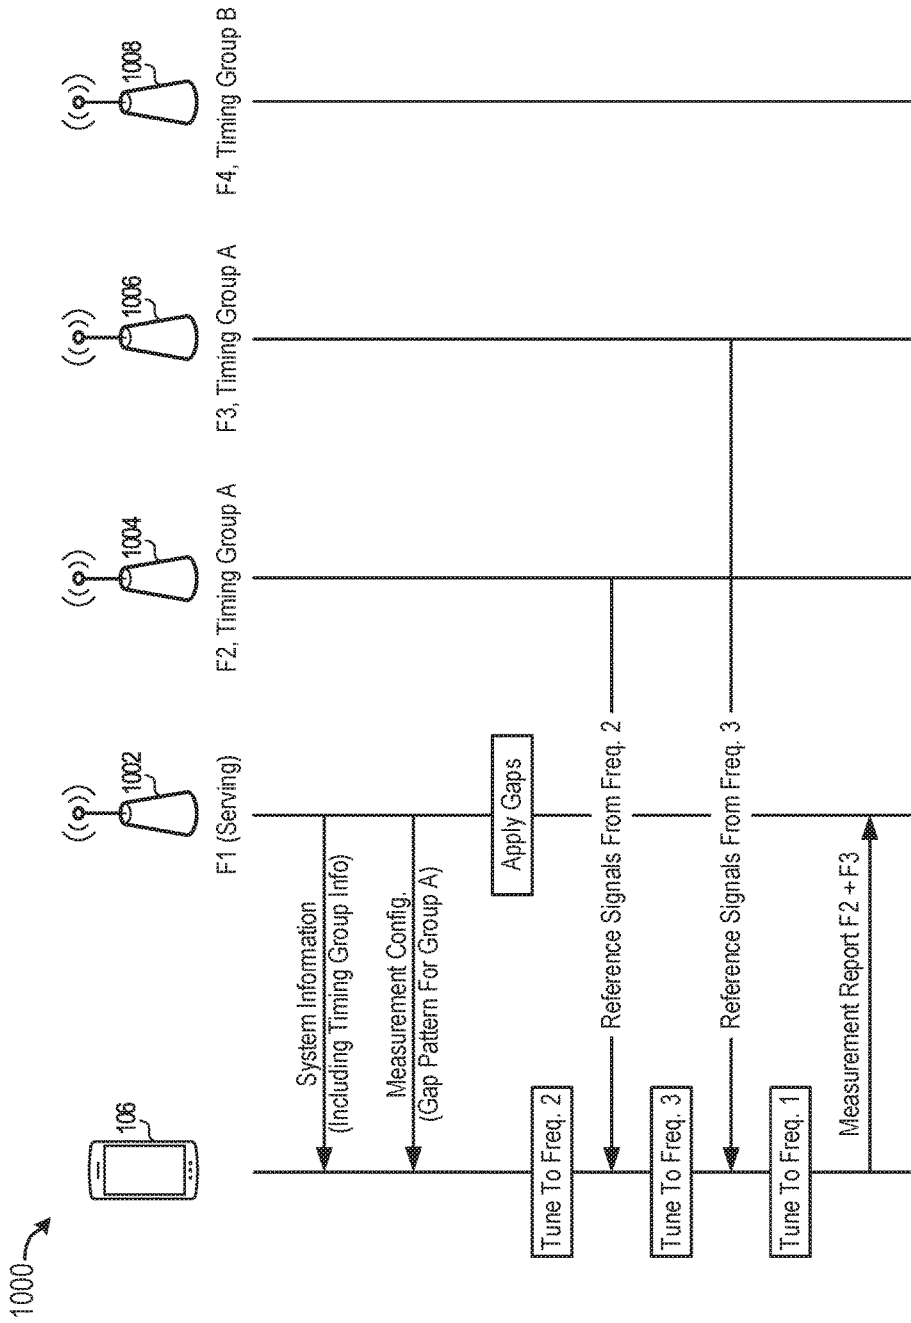 1000
106
1002
1004
1006
1008
F1 (Serving)
F2, Timing Group A
F3, Timing Group A
F4, Timing Group B
System Information
(Including Timing Group Info)
Measurement Config.
(Gap Pattern For Group A)
Apply Gaps
Tune To Freq. 2
Reference Signals From Freq. 2
Tune To Freq. 3
Reference Signals From Freq. 3
Tune To Freq. 1
Measurement Report F2 + F3